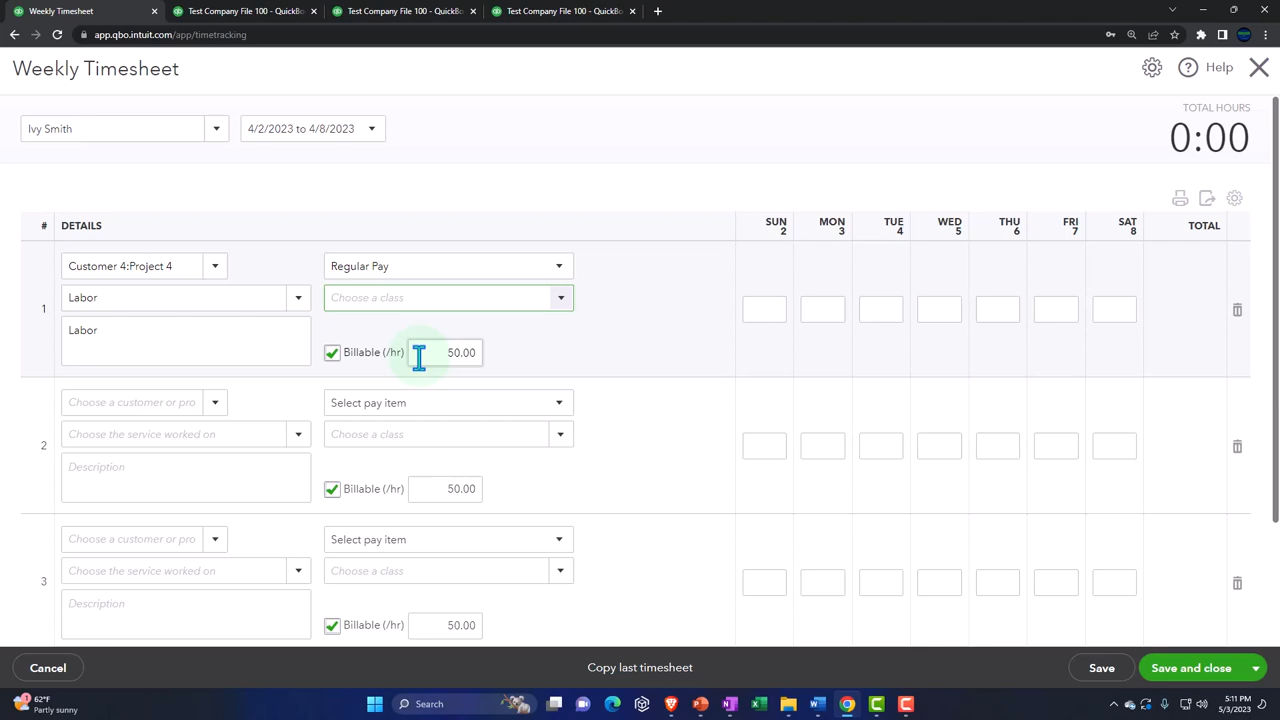 Weekly Timesheet
Test Company File 100 - QuickBo
Test Company File 100 - QuickBo
Test Company File 100 - QuickBo
app.qbo.intuit.com/app/timetracking
Weekly Timesheet
Help
Ivy Smith
4/2/2023 to 4/8/2023
TOTAL HOURS
0:00
# DETAILS SUN MON TUE WED THU FRI SAT TOTAL
2 3 4 5 6 7 8
Customer 4:Project 4 Regular Pay
Labor Choose a class
1
Labor
Billable (/hr) 50.00
Choose a customer or pro Select pay item
Choose the service worked on Choose a class
2
Description
Billable (/hr) 50.00
Choose a customer or pro Select pay item
Choose the service worked on Choose a class
3
Description
Billable (/hr) 50.00
Cancel Copy last timesheet Save Save and close
1 62°F
Partly sunny
Search
5:11 PM
5/3/2023